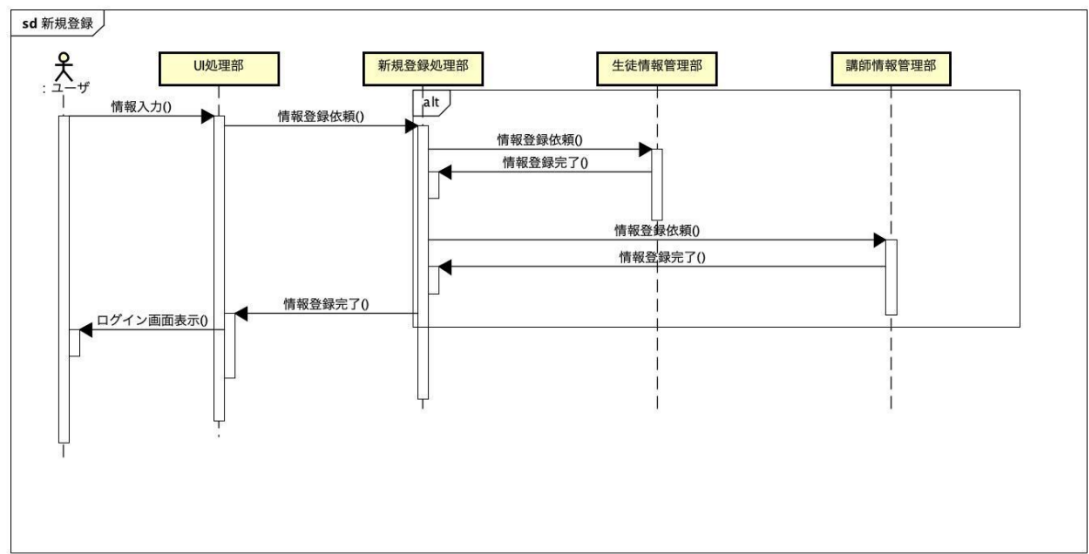 sd 新規登録
: ユーザ
UI処理部
新規登録処理部
生徒情報管理部
講師情報管理部
alt
情報入力()
情報登録依頼()
情報登録依頼()
情報登録完了()
情報登録依頼()
情報登録完了()
情報登録完了()
ログイン画面表示()